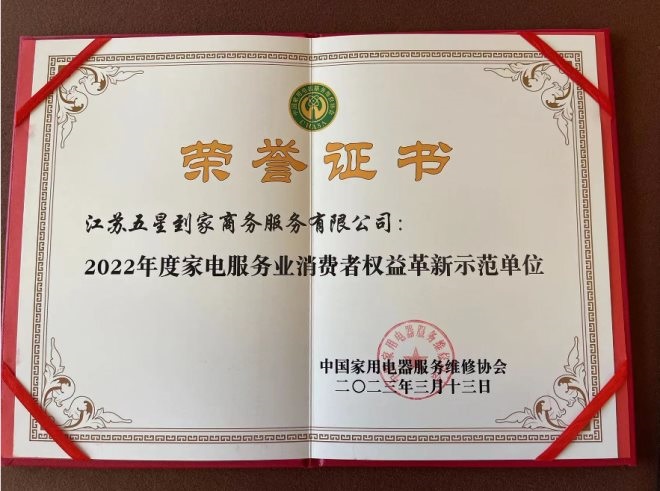 荣誉证书
江苏五星到家商务服务有限公司：
2022年度家电服务业消费者权益革新示范单位
中国家用电器服务维修协会
二〇二三年三月十三日